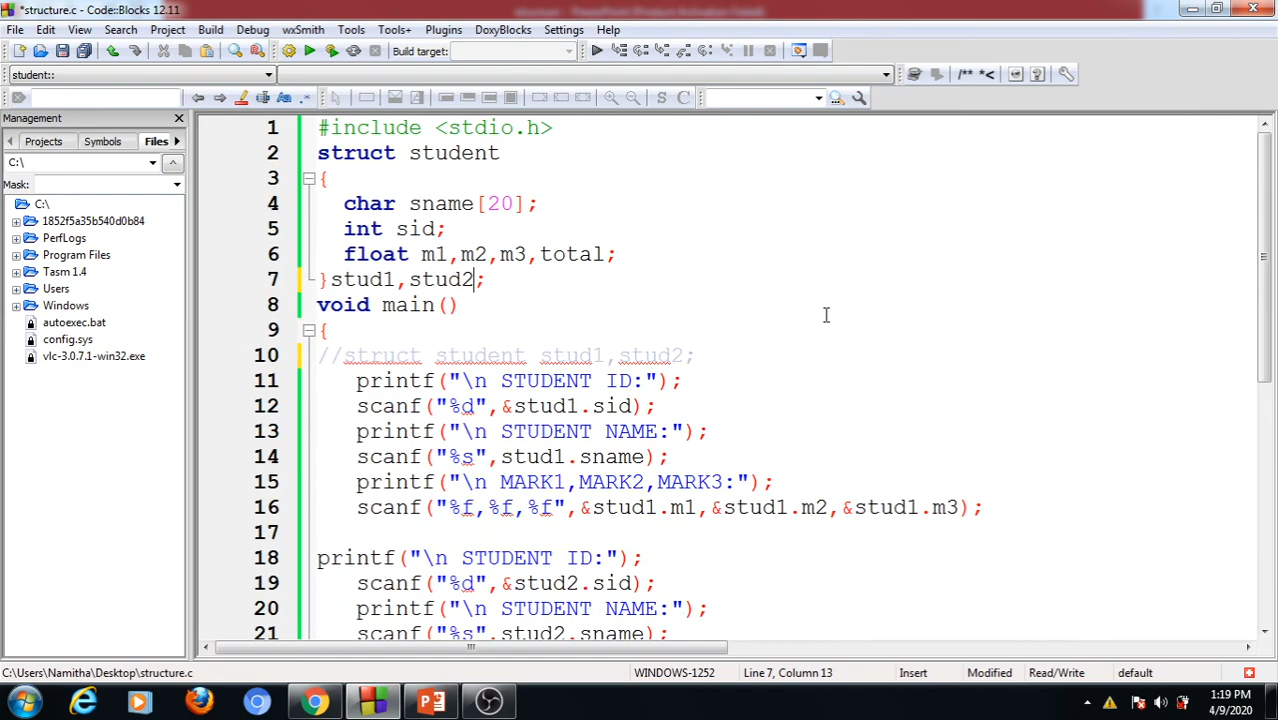 *structure.c - Code::Blocks 12.11
File Edit View Search Project Build Debug wxSmith Tools Tools+ Plugins DoxyBlocks Settings Help
Build target:
student::
/** *<
S C
Management
Projects Symbols Files
C:\
Mask:
C:\
1852f5a35b540d0b84
PerfLogs
Program Files
Tasm 1.4
Users
Windows
autoexec.bat
config.sys
vlc-3.0.7.1-win32.exe
1 #include <stdio.h>
2 struct student
3 {
4 char sname[20];
5 int sid;
6 float m1,m2,m3,total;
7 }stud1,stud2;
8 void main()
9 {
10 //struct student stud1,stud2;
11 printf("\n STUDENT ID:");
12 scanf("%d",&stud1.sid);
13 printf("\n STUDENT NAME:");
14 scanf("%s",stud1.sname);
15 printf("\n MARK1,MARK2,MARK3:");
16 scanf("%f,%f,%f",&stud1.m1,&stud1.m2,&stud1.m3);
17
18 printf("\n STUDENT ID:");
19 scanf("%d",&stud2.sid);
20 printf("\n STUDENT NAME:");
21 scanf("%s",stud2.sname);
C:\Users\Namitha\Desktop\structure.c WINDOWS-1252 Line 7, Column 13 Insert Modified Read/Write default
1:19 PM
4/9/2020